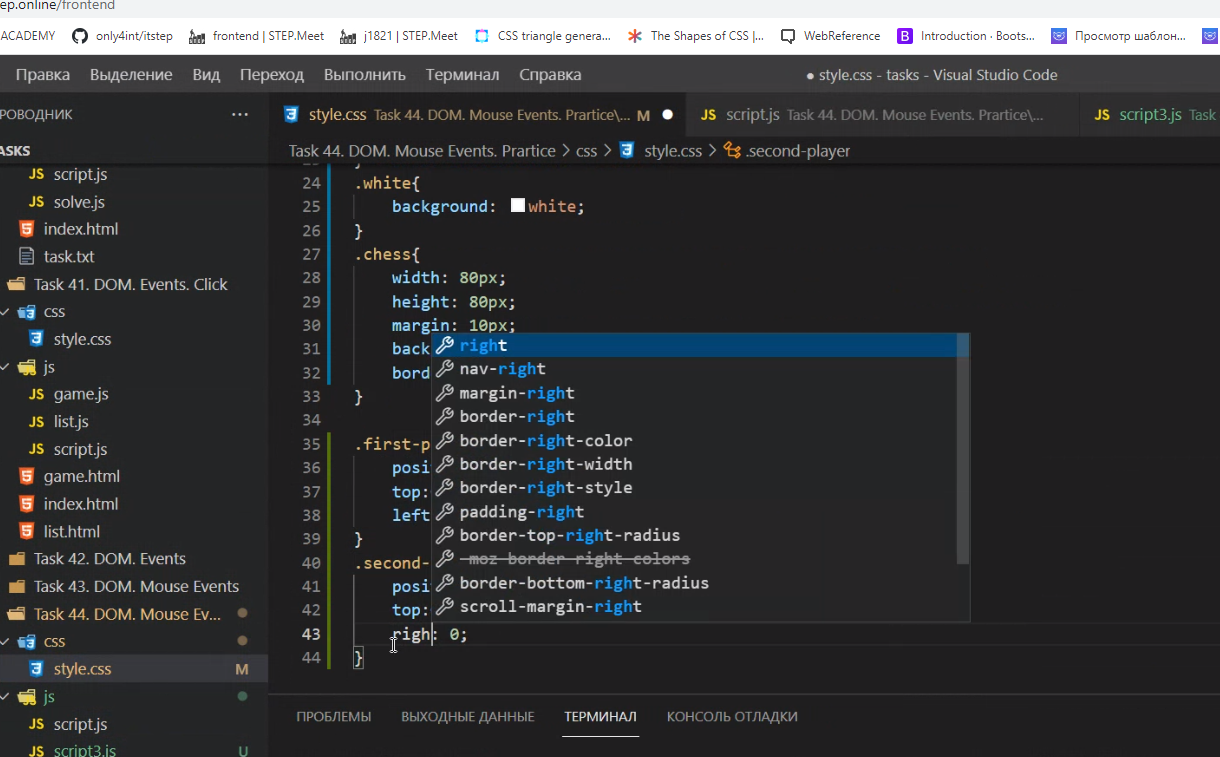 ep.online/frontend
ACADEMY only4int/itstep frontend | STEP.Meet j1821 | STEP.Meet CSS triangle genera... The Shapes of CSS |... WebReference B Introduction · Boots... Просмотр шаблон...
Правка Выделение Вид Переход Выполнить Терминал Справка ● style.css - tasks - Visual Studio Code
РОВОДНИК ... style.css Task 44. DOM. Mouse Events. Prartice\... M JS script.js Task 44. DOM. Mouse Events. Prartice\... JS script3.js Task
ASKS
Task 44. DOM. Mouse Events. Prartice > css > style.css > .second-player
JS script.js
JS solve.js
index.html
task.txt
Task 41. DOM. Events. Click
css
style.css
js
JS game.js
JS list.js
JS script.js
game.html
index.html
list.html
Task 42. DOM. Events
Task 43. DOM. Mouse Events
Task 44. DOM. Mouse Ev...
css
style.css M
js
JS script.js
JS script3.js U
24 .white{
25 background: white;
26 }
27 .chess{
28 width: 80px;
29 height: 80px;
30 margin: 10px;
31 back
32 bord
33 }
34
35 .first-p
36 posi
37 top:
38 left
39 }
40 .second-
41 posi
42 top:
43 righ: 0;
44 }
right
nav-right
margin-right
border-right
border-right-color
border-right-width
border-right-style
padding-right
border-top-right-radius
-moz-border-right-colors
border-bottom-right-radius
scroll-margin-right
ПРОБЛЕМЫ ВЫХОДНЫЕ ДАННЫЕ ТЕРМИНАЛ КОНСОЛЬ ОТЛАДКИ